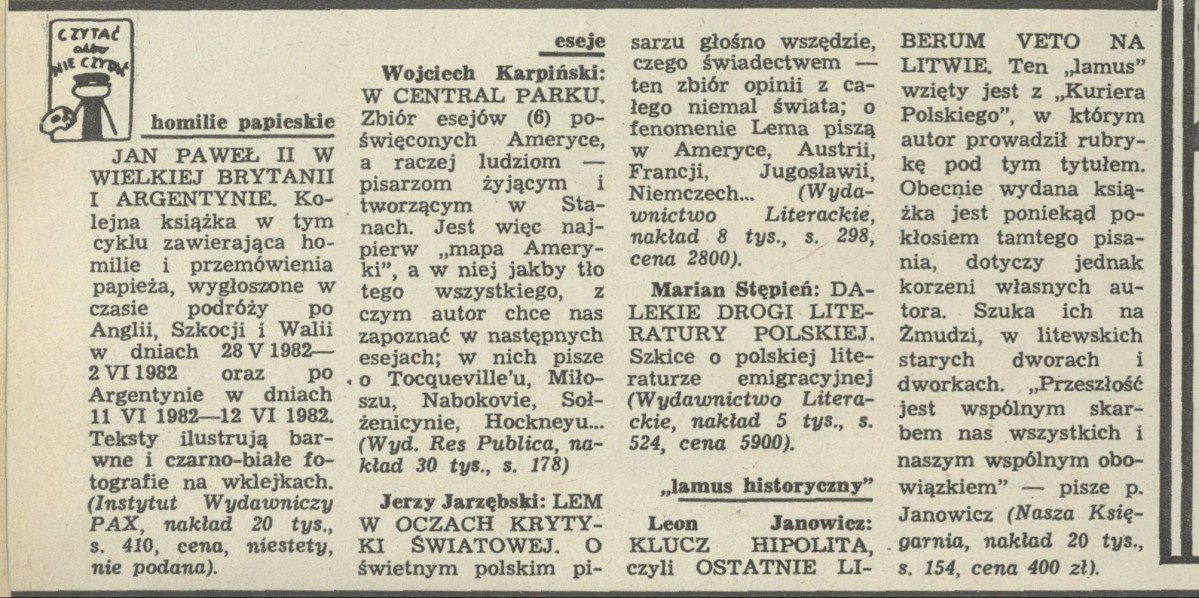 CZYTAĆ
albo
NIE CZYTAĆ
homilie papieskie
JAN PAWEŁ II W
WIELKIEJ BRYTANII
I ARGENTYNIE. Ko-
lejna książka w tym
cyklu zawierająca ho-
milie i przemówienia
papieża, wygłoszone w
czasie podróży po
Anglii, Szkocji i Walii
w dniach 28 V 1982—
2 VI 1982 oraz po
Argentynie w dniach
11 VI 1982—12 VI 1982.
Teksty ilustrują bar-
wne i czarno-białe fo-
tografie na wklejkach.
(Instytut Wydawniczy
PAX, nakład 20 tys.,
s. 410, cena, niestety,
nie podana).
eseje
Wojciech Karpiński:
W CENTRAL PARKU.
Zbiór esejów (6) po-
święconych Ameryce,
a raczej ludziom —
pisarzom żyjącym i
tworzącym w Sta-
nach. Jest więc naj-
pierw „mapa Amery-
ki", a w niej jakby tło
tego wszystkiego, z
czym autor chce nas
zapoznać w następnych
esejach; w nich pisze
o Tocqueville'u, Miło-
szu, Nabokovie, Soł-
żenicynie, Hockneyu...
(Wyd. Res Publica, na-
kład 30 tys., s. 178)
Jerzy Jarzębski: LEM
W OCZACH KRYTY-
KI ŚWIATOWEJ. O
świetnym polskim pi-
sarzu głośno wszędzie,
czego świadectwem —
ten zbiór opinii z ca-
łego niemal świata; o
fenomenie Lema piszą
w Ameryce, Austrii,
Francji, Jugosławii,
Niemczech... (Wyda-
wnictwo Literackie,
nakład 8 tys., s. 298,
cena 2800).
Marian Stępień: DA-
LEKIE DROGI LITE-
RATURY POLSKIEJ.
Szkice o polskiej lite-
raturze emigracyjnej
(Wydawnictwo Litera-
ckie, nakład 5 tys., s.
524, cena 5900).
„lamus historyczny"
Leon Janowicz:
KLUCZ HIPOLITA,
czyli OSTATNIE LI-
BERUM VETO NA
LITWIE. Ten „lamus"
wzięty jest z „Kuriera
Polskiego", w którym
autor prowadził rubry-
kę pod tym tytułem.
Obecnie wydana ksią-
żka jest poniekąd po-
kłosiem tamtego pisa-
nia, dotyczy jednak
korzeni własnych au-
tora. Szuka ich na
Żmudzi, w litewskich
starych dworach i
dworkach. „Przeszłość
jest wspólnym skar-
bem nas wszystkich i
naszym wspólnym obo-
wiązkiem" — pisze p.
Janowicz (Nasza Księ-
garnia, nakład 20 tys.,
s. 154, cena 400 zł).